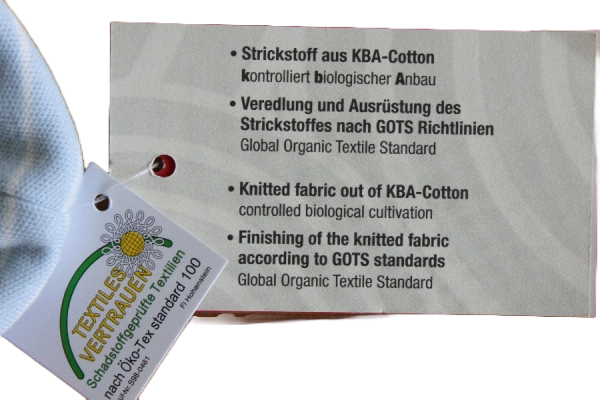 • Strickstoff aus KBA-Cotton
kontrolliert biologischer Anbau
• Veredlung und Ausrüstung des
Strickstoffes nach GOTS Richtlinien
Global Organic Textile Standard
• Knitted fabric out of KBA-Cotton
controlled biological cultivation
• Finishing of the knitted fabric
according to GOTS standards
Global Organic Textile Standard
TEXTILES
VERTRAUEN
Schadstoffgeprüfte Textilien
nach Öko-Tex standard 100
FI Hohenstein